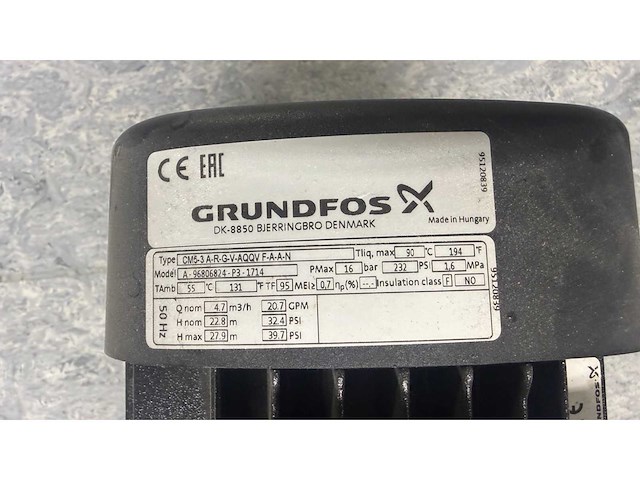 CE EAC
GRUNDFOS
DK-8850 BJERRINGBRO DENMARK
Made in Hungary
95120839
Type CM5-3 A-R-G-V-AQQV F-A-A-N Tliq, max 90 °C 194 °F
Model A - 96806824 - P3 - 1714 PMax 16 bar 232 PSI 1,6 MPa
TAmb 55 °C 131 °F TF 95 MEI≥ 0,7 ηp(%) --.- Insulation class F NO
50 Hz
Q nom 4.7 m3/h 20.7 GPM
H nom 22.8 m 32.4 PSI
H max 27.9 m 39.7 PSI
95120839
UNDFOS